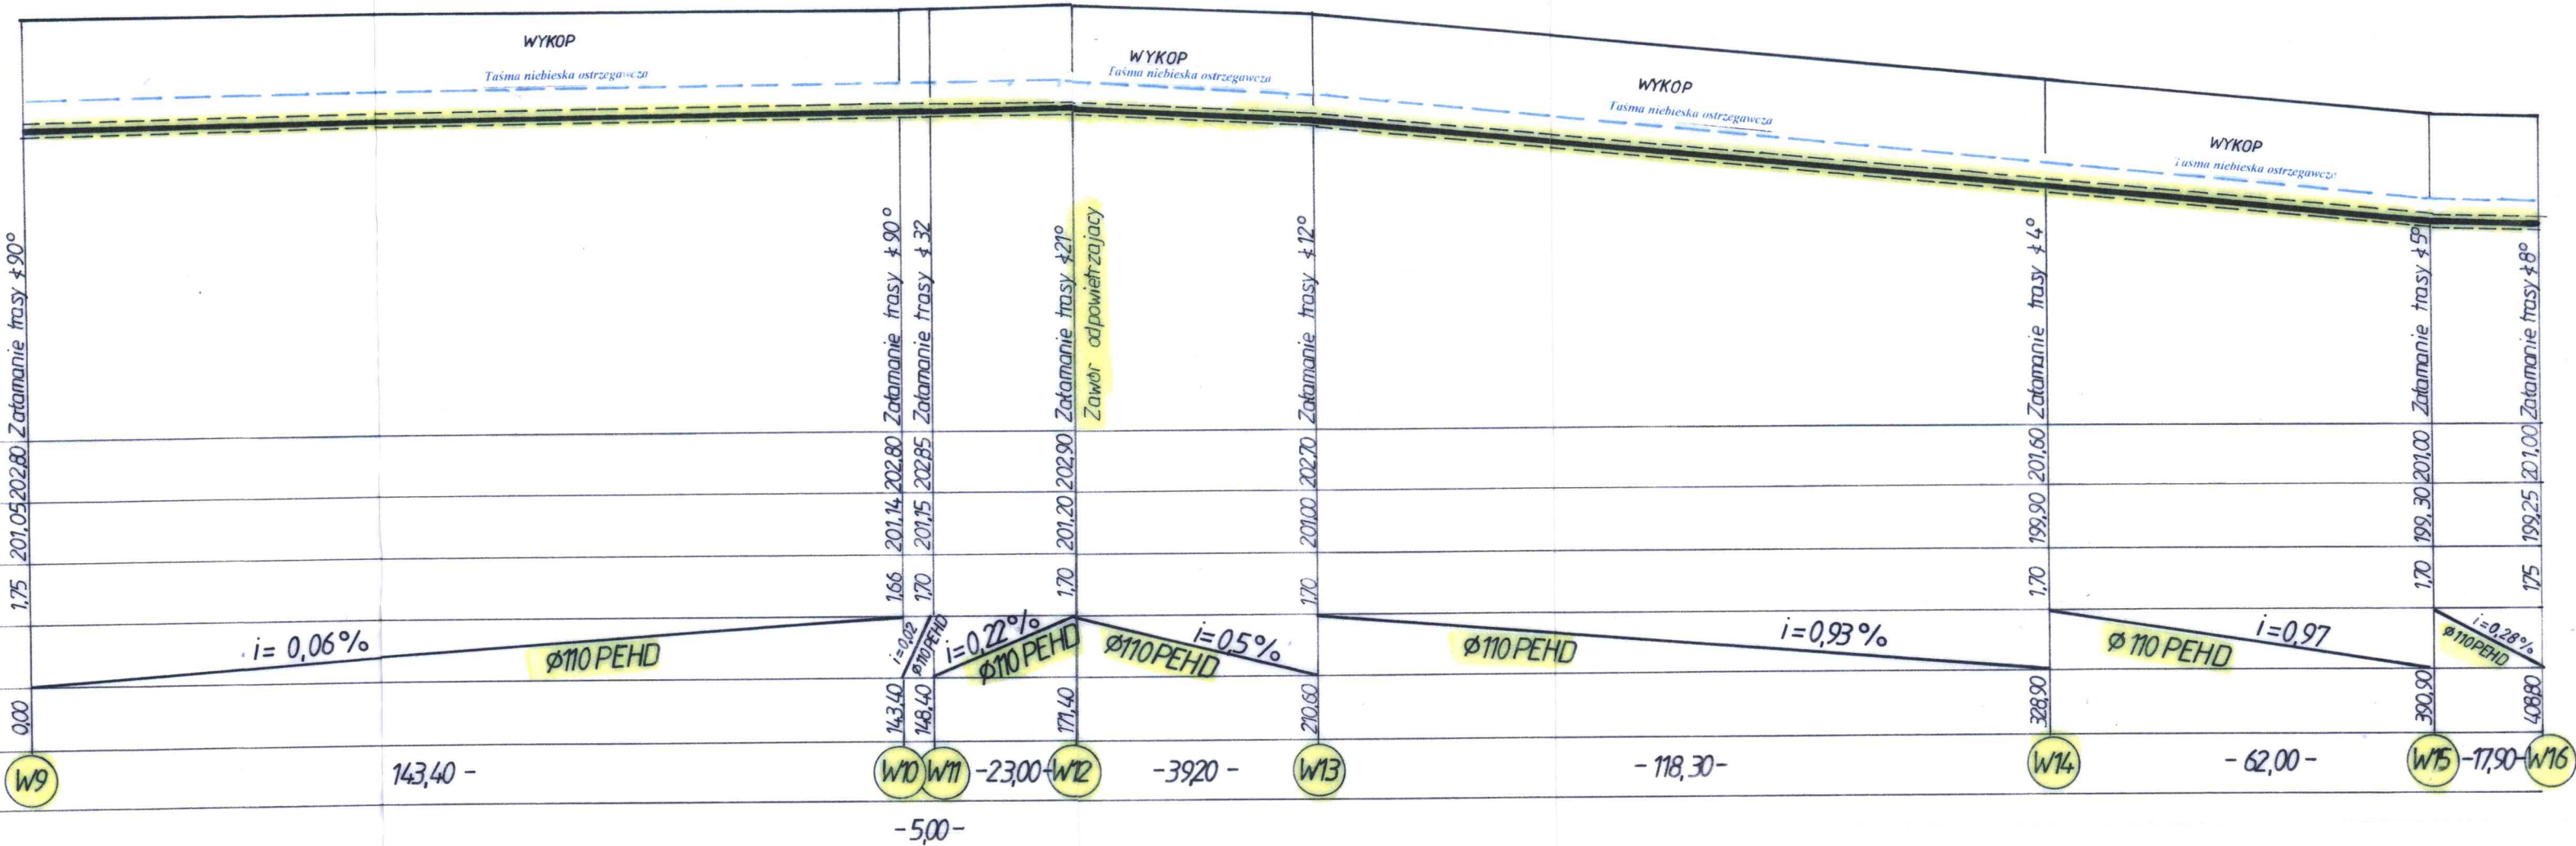 WYKOP
Taśma niebieska ostrzegawcza
WYKOP
Taśma niebieska ostrzegawcza
WYKOP
Taśma niebieska ostrzegawcza
WYKOP
Taśma niebieska ostrzegawcza
Załamanie trasy ∡90°
Załamanie trasy ∡90°
Załamanie trasy ∡32
Załamanie trasy ∡21°
Zawór odpowietrzajacy
Załamanie trasy ∡12°
Załamanie trasy ∡4°
Załamanie trasy ∡5°
Załamanie trasy ∡8°
202,80 202,80 202,85 202,90 202,70 201,60 201,00 201,00
201,05 201,14 201,15 201,20 201,00 199,90 199,30 199,25
1,75 1,66 1,70 1,70 1,70 1,70 1,70 1,75
i= 0,06%
Ø110 PEHD
i=0,02
Ø110 PEHD
i=0,22%
Ø110 PEHD
i=0,5%
Ø110 PEHD
i=0,93%
Ø110 PEHD
i=0,97
Ø 110 PEHD
i=0,28%
Ø110PEHD
0,00 143,40 148,40 171,40 210,60 328,90 390,90 408,80
W9 143,40 - W10 W11 -23,00- W12 -39,20 - W13 -118,30- W14 - 62,00 - W15 -17,90- W16
-5,00-